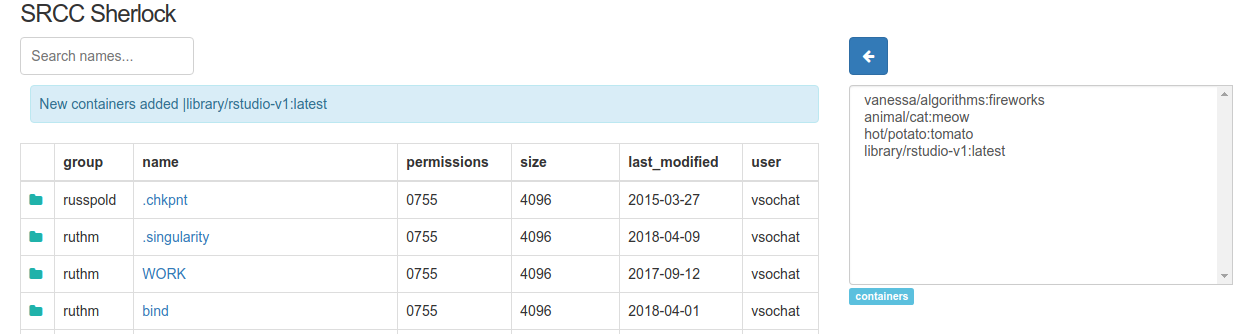 SRCC Sherlock
Search names...
New containers added |library/rstudio-v1:latest
group name permissions size last_modified user
russpold .chkpnt 0755 4096 2015-03-27 vsochat
ruthm .singularity 0755 4096 2018-04-09 vsochat
ruthm WORK 0755 4096 2017-09-12 vsochat
ruthm bind 0755 4096 2018-04-01 vsochat
vanessa/algorithms:fireworks
animal/cat:meow
hot/potato:tomato
library/rstudio-v1:latest
containers